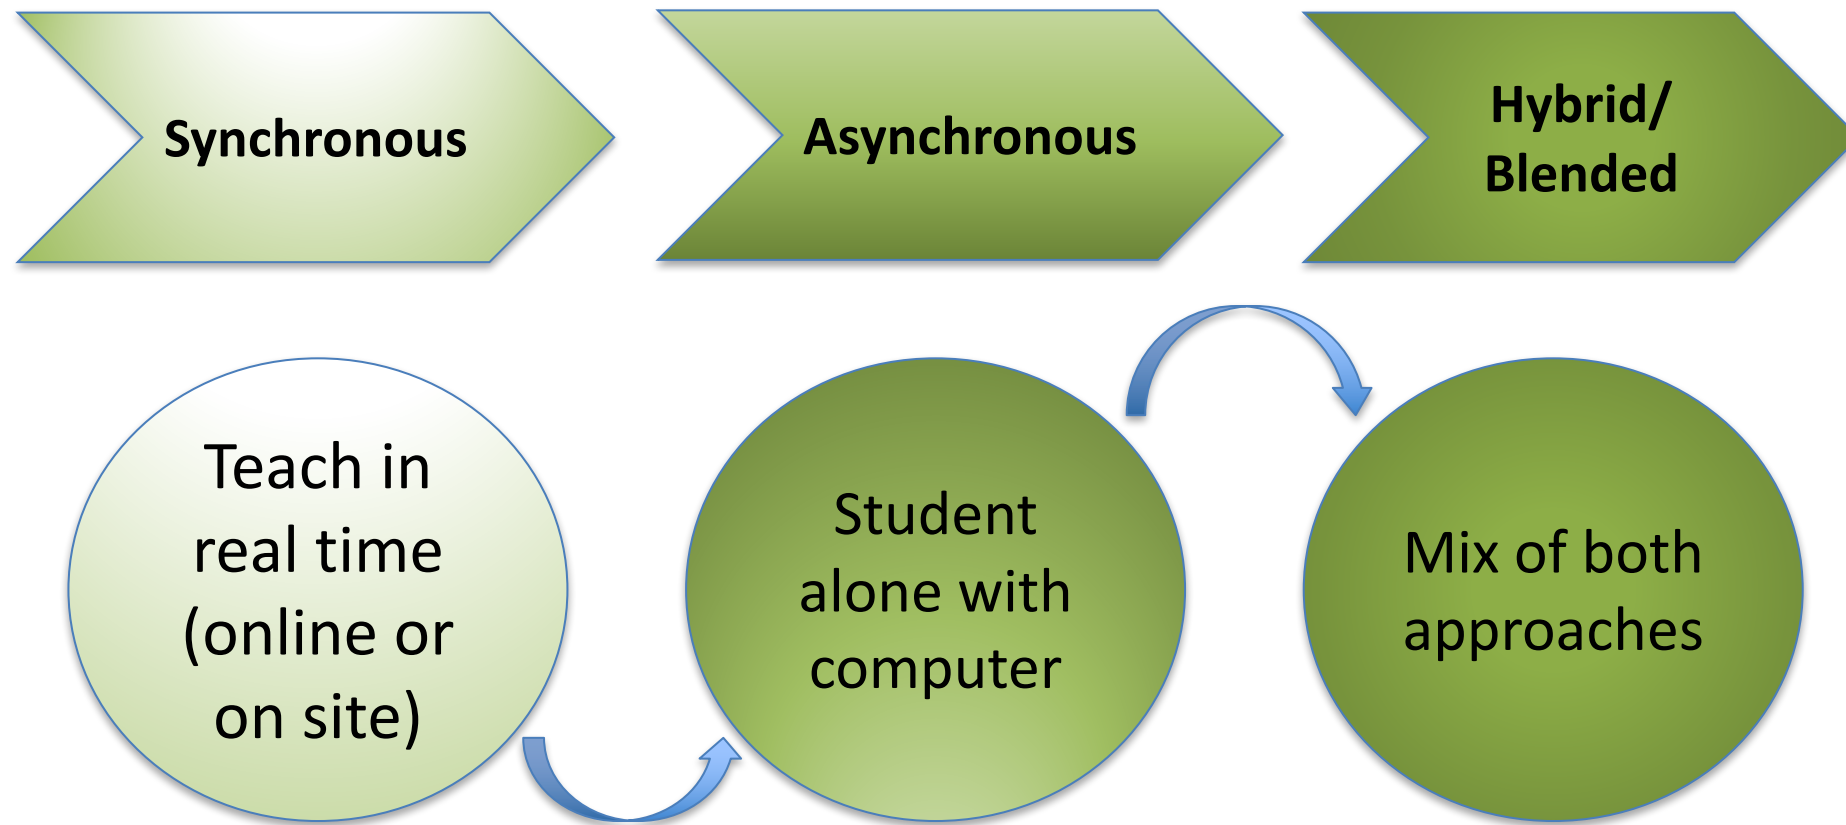 Synchronous
Asynchronous
Hybrid/
Blended
Teach in
real time
(online or
on site)
Student
alone with
computer
Mix of both
approaches